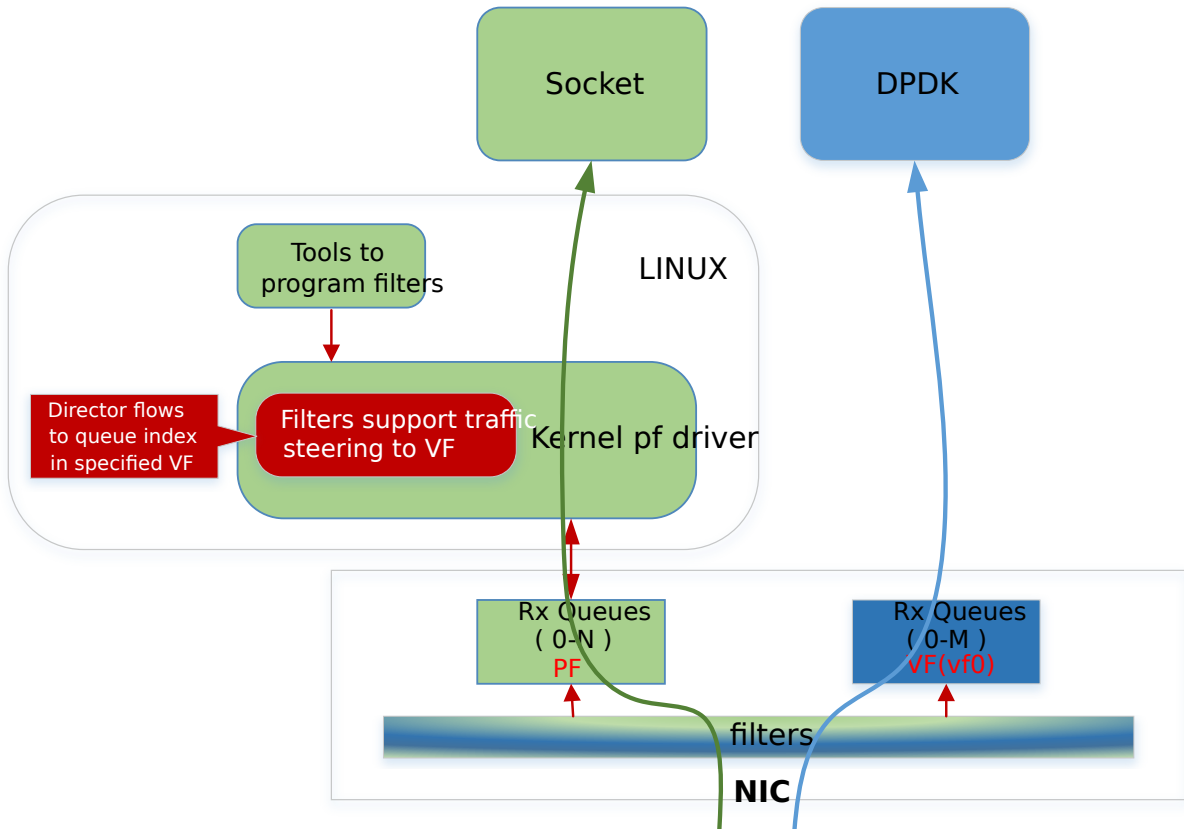 Socket
DPDK
Tools to
program filters
LINUX
Director flows
to queue index
in specified VF
Filters support traffic
steering to VF
Kernel pf driver
Rx Queues
( 0-N )
PF
Rx Queues
( 0-M )
VF(vf0)
filters
NIC